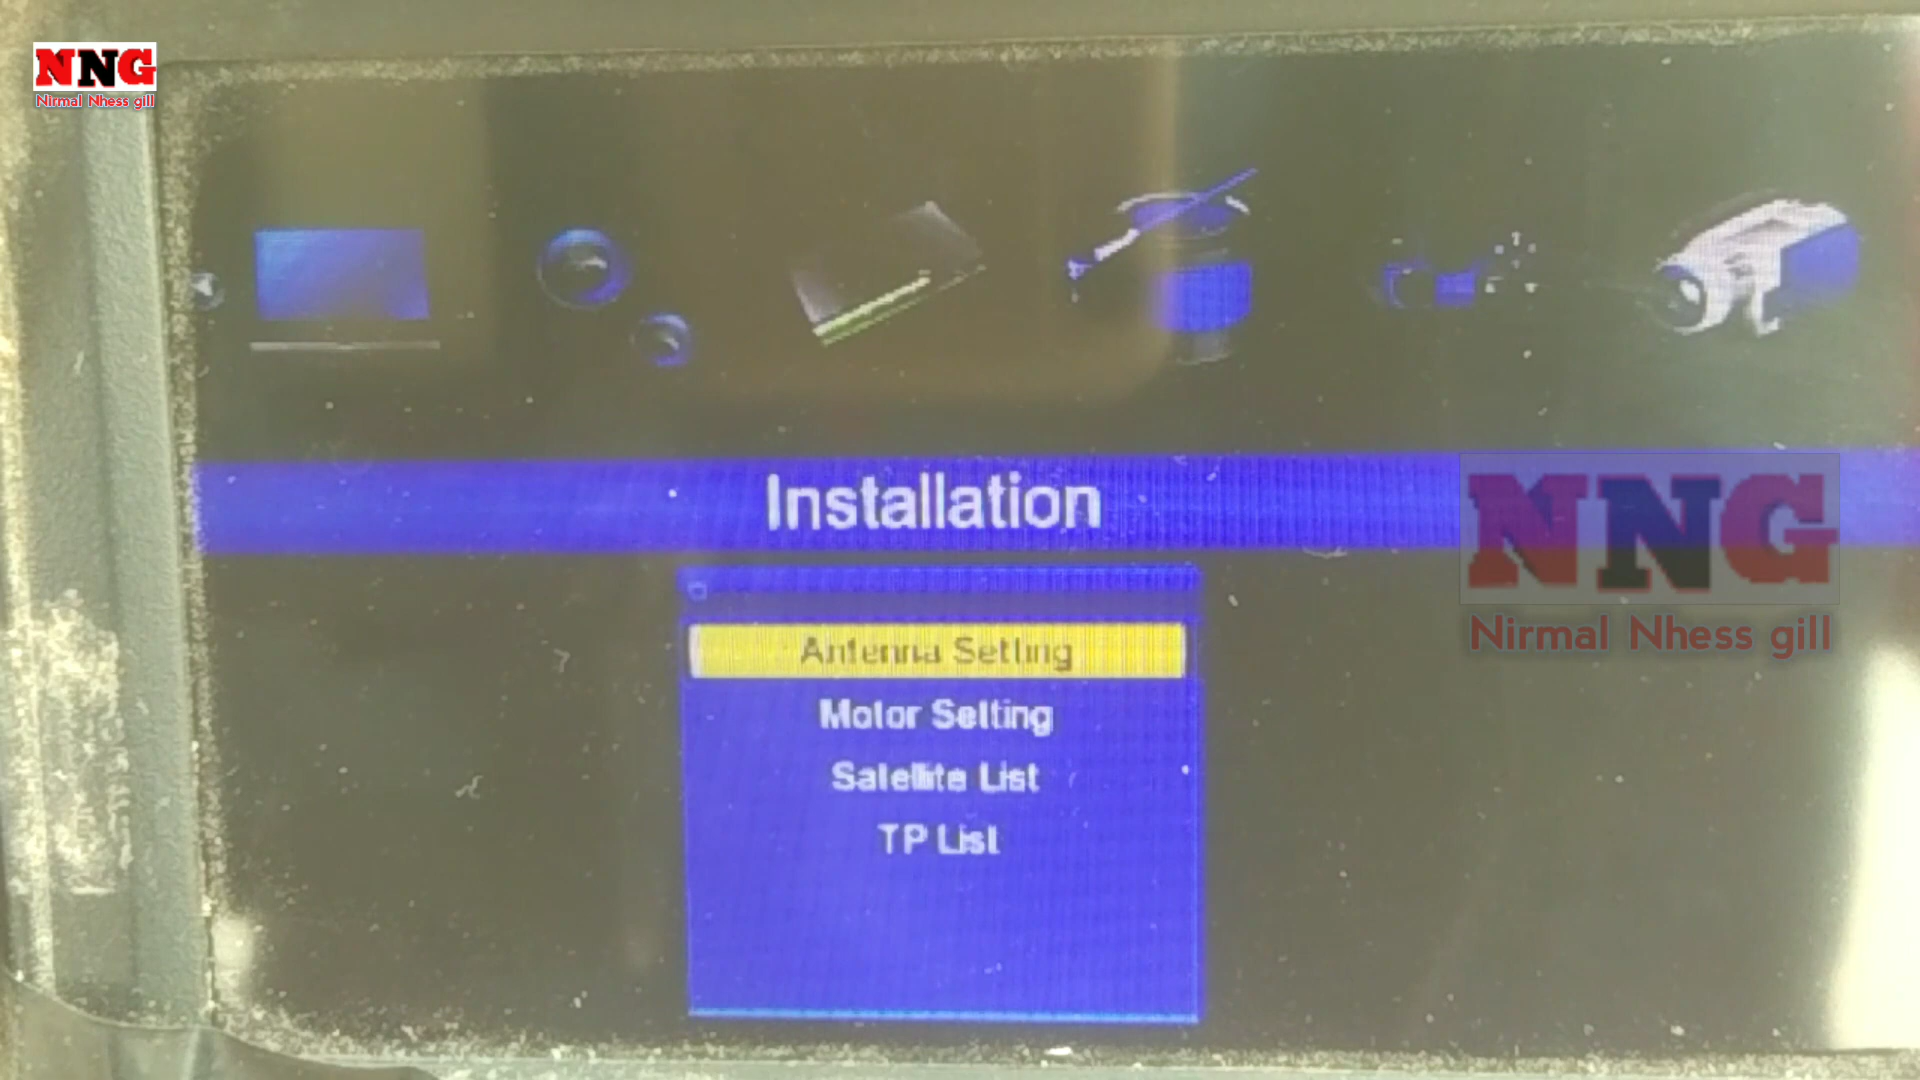 NNG
Nirmal Nhess gill
Installation
NNG
Nirmal Nhess gill
Antenna Setting
Motor Setting
Satellite List
TP List